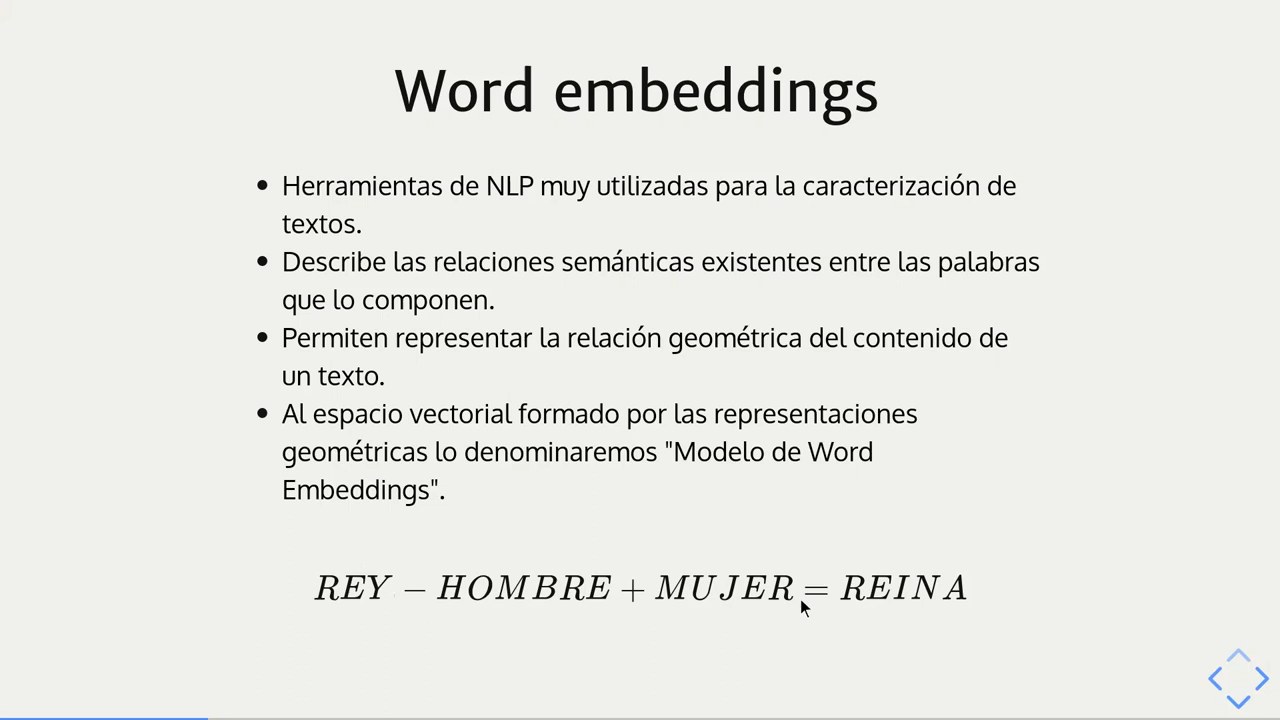 Word embeddings
Herramientas de NLP muy utilizadas para la caracterización de
textos.
Describe las relaciones semánticas existentes entre las palabras
que lo componen.
Permiten representar la relación geométrica del contenido de
un texto.
Al espacio vectorial formado por las representaciones
geométricas lo denominaremos "Modelo de Word
Embeddings".
REY − HOMBRE + MUJER = REINA